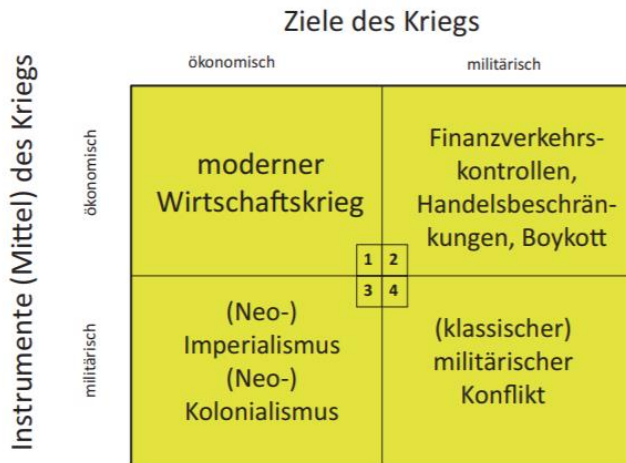 Ziele des Kriegs
ökonomisch
militärisch
Instrumente (Mittel) des Kriegs
ökonomisch
moderner
Wirtschaftskrieg
Finanzverkehrs-
kontrollen,
Handelsbeschrän-
kungen, Boykott
1 2
3 4
militärisch
(Neo-)
Imperialismus
(Neo-)
Kolonialismus
(klassischer)
militärischer
Konflikt